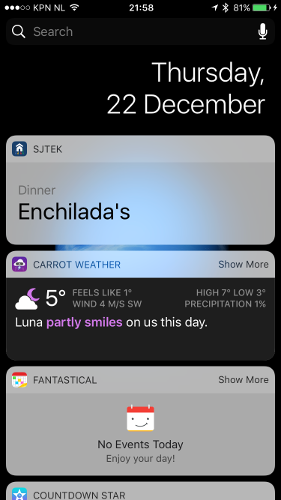 KPN NL 21:58 81%
Search
Thursday,
22 December
SJTEK
Dinner
Enchilada's
CARROT WEATHER Show More
5° FEELS LIKE 1° HIGH 7° LOW 3°
WIND 4 M/S SW PRECIPITATION 1%
Luna partly smiles on us this day.
FANTASTICAL Show More
No Events Today
Enjoy your day!
COUNTDOWN STAR